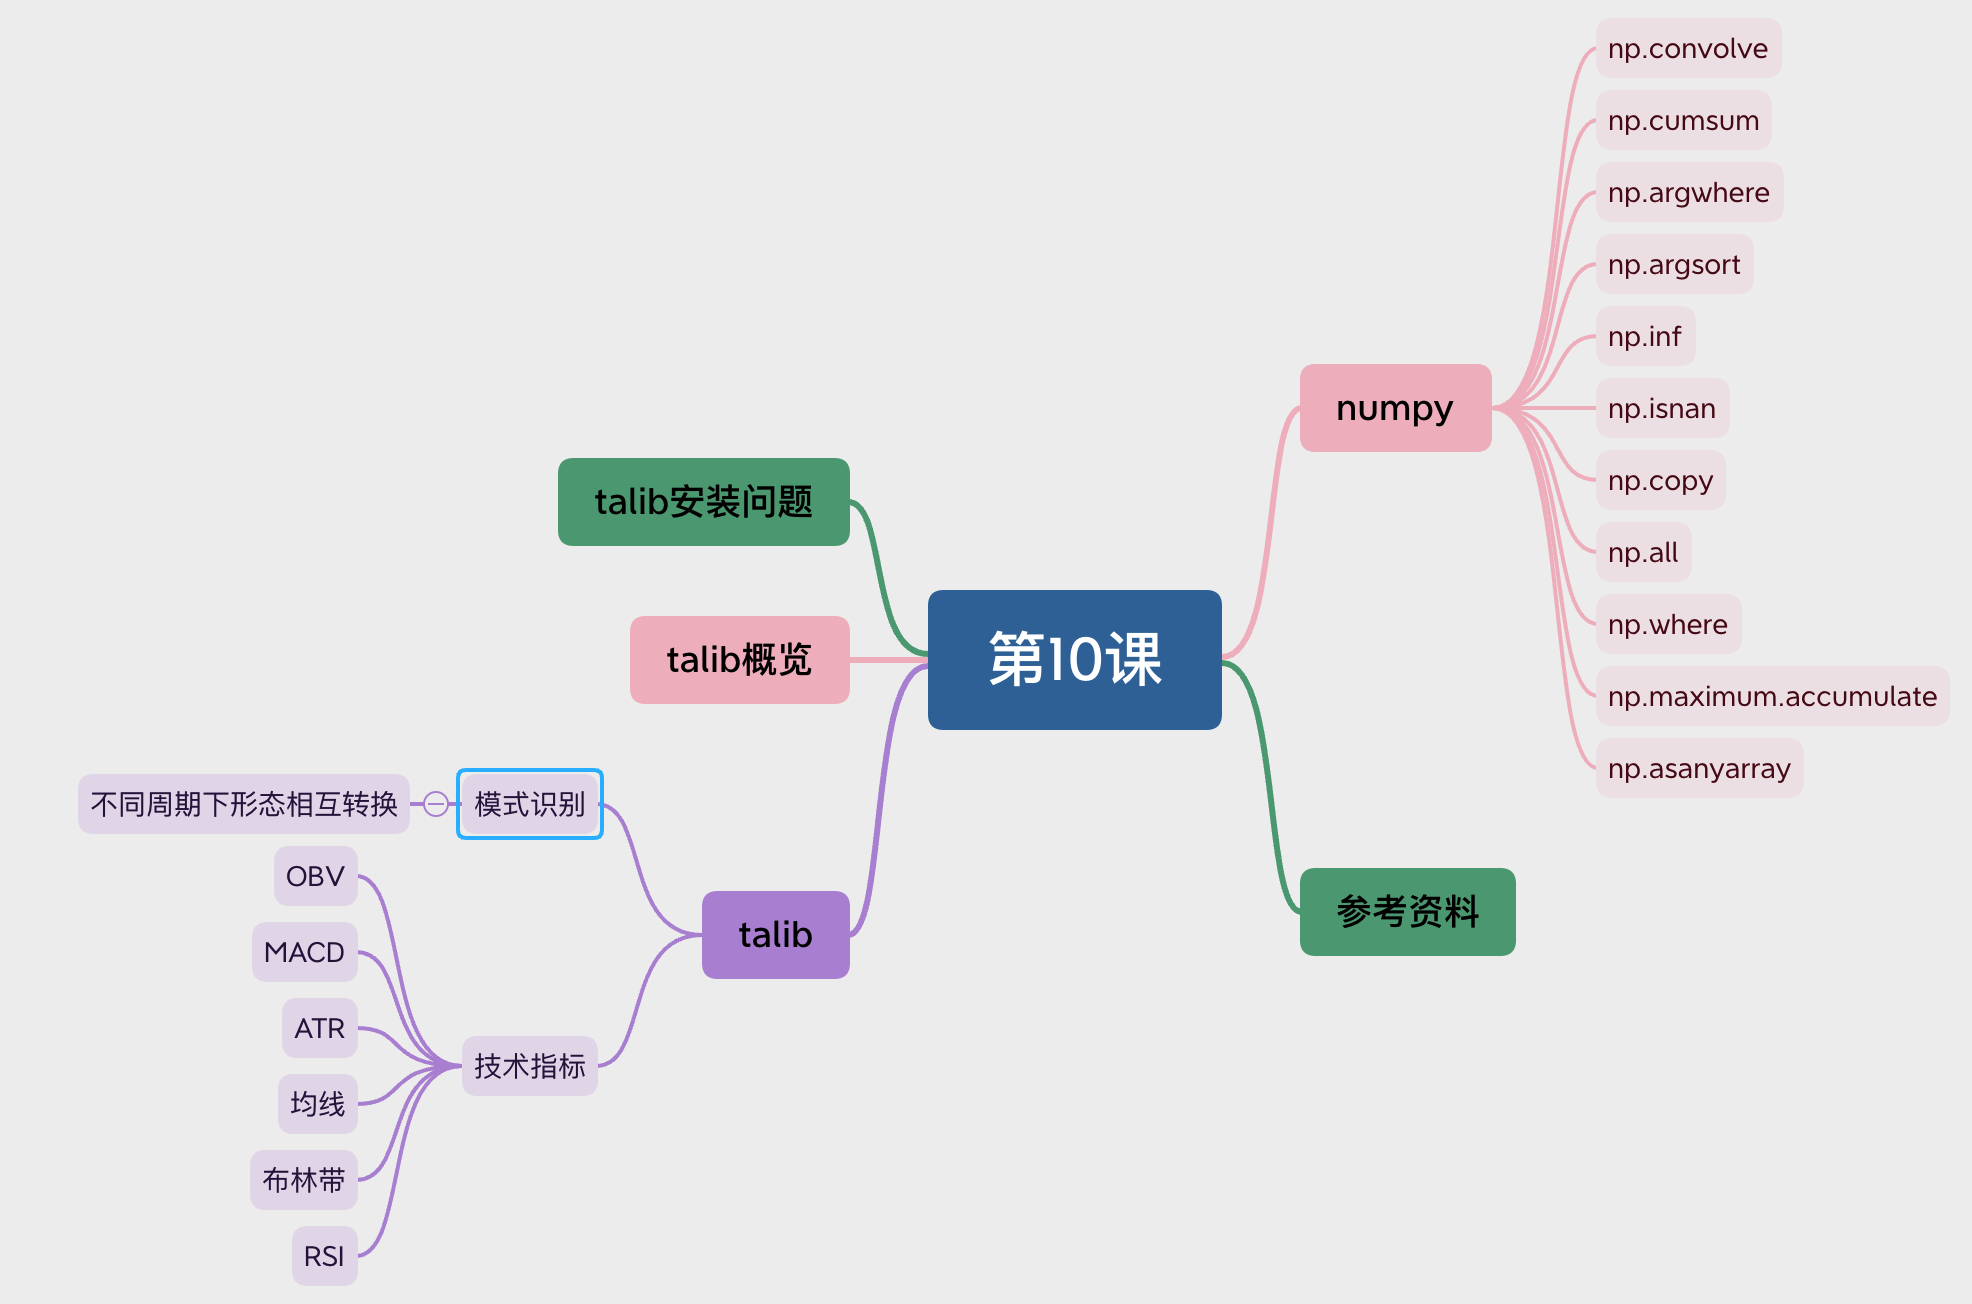 第10课
numpy
np.convolve
np.cumsum
np.argwhere
np.argsort
np.inf
np.isnan
np.copy
np.all
np.where
np.maximum.accumulate
np.asanyarray
参考资料
talib安装问题
talib概览
talib
模式识别
不同周期下形态相互转换
技术指标
OBV
MACD
ATR
均线
布林带
RSI